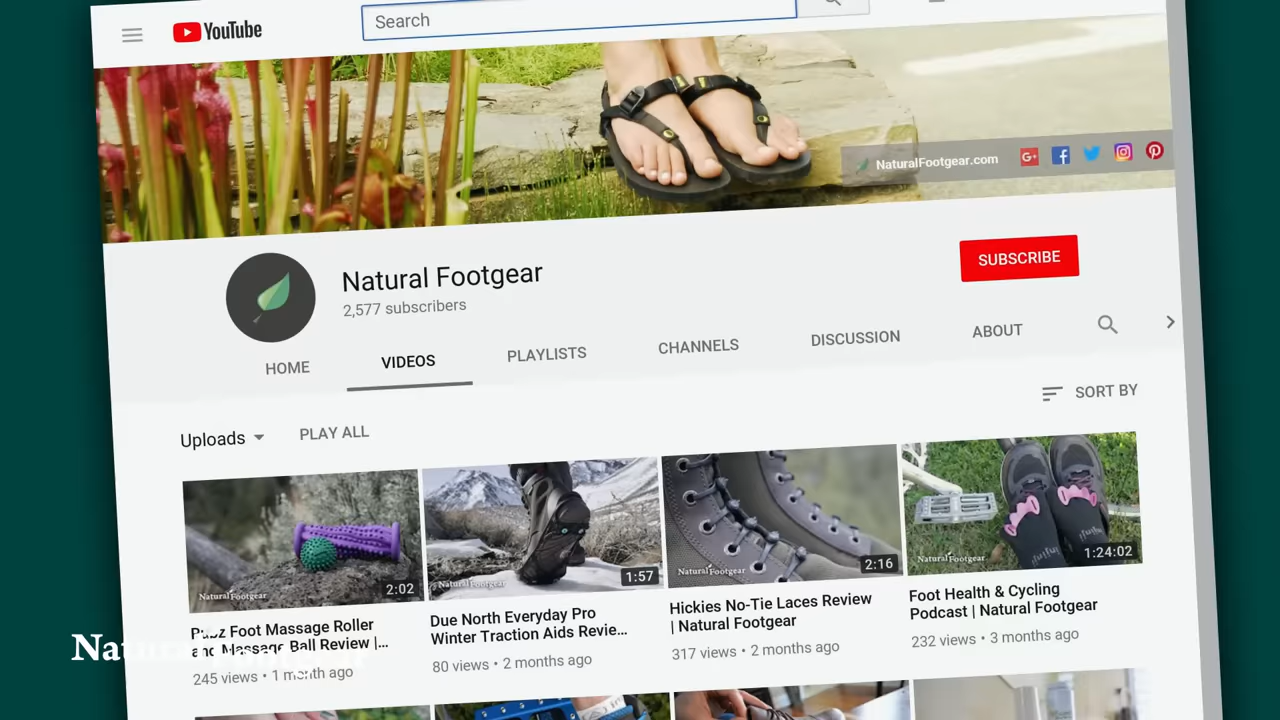 YouTube
Search
NaturalFootgear.com
Natural Footgear
2,577 subscribers
SUBSCRIBE
HOME
VIDEOS
PLAYLISTS
CHANNELS
DISCUSSION
ABOUT
SORT BY
Uploads
PLAY ALL
Natural Footgear
2:02
Natural Footgear
1:57
Natural Footgear
2:16
Natural Footgear
1:24:02
Rubz Foot Massage Roller
and Massage Ball Review |...
245 views • 1 month ago
Due North Everyday Pro
Winter Traction Aids Revie...
80 views • 2 months ago
Hickies No-Tie Laces Review
| Natural Footgear
317 views • 2 months ago
Foot Health & Cycling
Podcast | Natural Footgear
232 views • 3 months ago
Natural Footgear